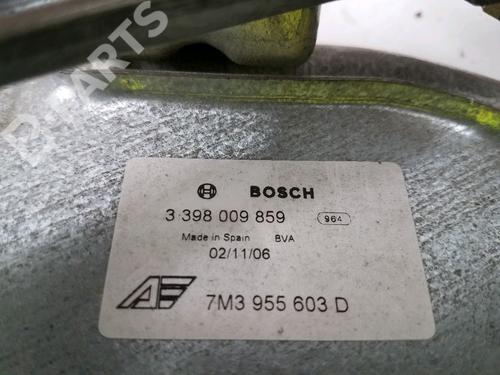 B-PARTS
BOSCH
3 398 009 859 964
Made in Spain BVA
02/11/06
7M3 955 603 D